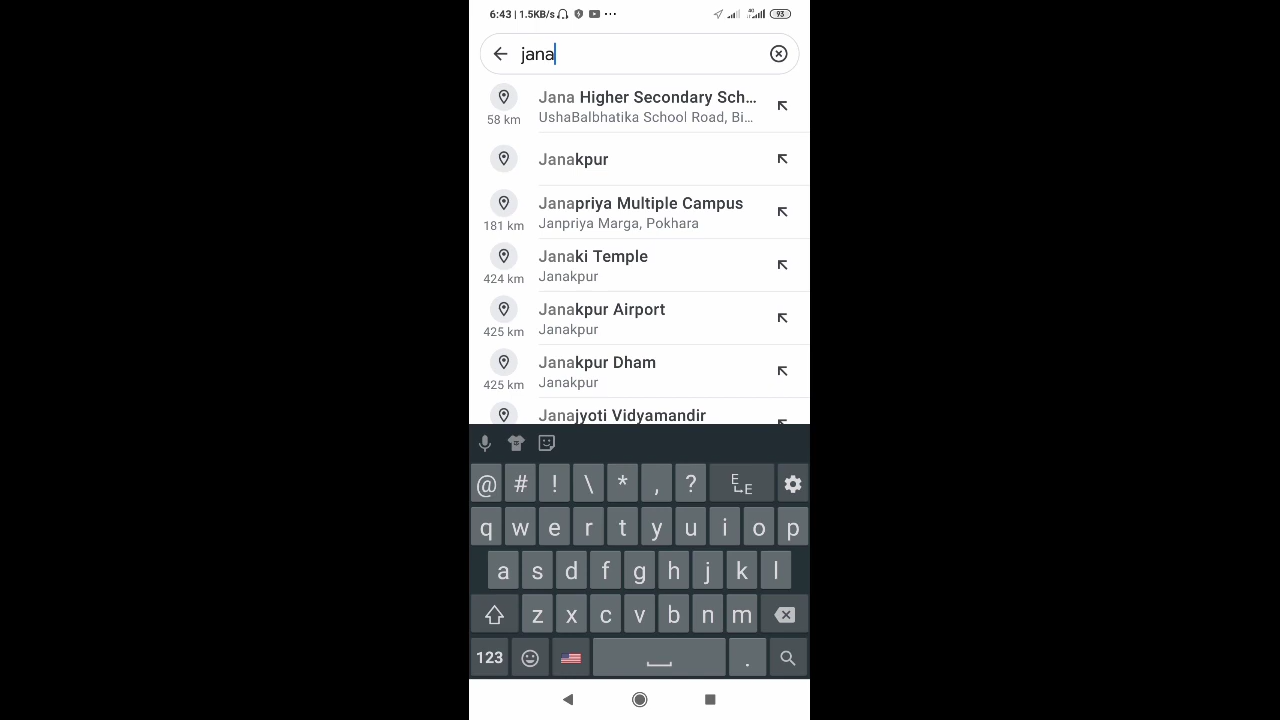 6:43 | 1.5KB/s ... 4G 93
jana
Jana Higher Secondary Sch...
58 km UshaBalbhatika School Road, Bi...
Janakpur
Janapriya Multiple Campus
181 km Janpriya Marga, Pokhara
Janaki Temple
424 km Janakpur
Janakpur Airport
425 km Janakpur
Janakpur Dham
425 km Janakpur
Janajyoti Vidyamandir
@ # ! \ * , ? E E
q w e r t y u i o p
a s d f g h j k l
z x c v b n m
123 .